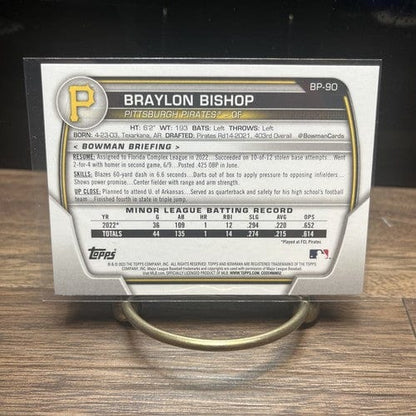 BP-90
P
BRAYLON BISHOP
PITTSBURGH PIRATES® – OF
HT: 6'2" WT: 193 BATS: Left THROWS: Left
BORN: 4-23-03, Texarkana, AR DRAFTED: Pirates Rd14-2021, 403rd Overall @BowmanCards
< BOWMAN BRIEFING >
RESUME: Assigned to Florida Complex League in 2022...Succeeded on 10-of-12 stolen base attempts...Went
2-for-4 with homer in second game, 6/9...Posted .425 OBP in June.
SKILLS: Blazes 60-yard dash in 6.6 seconds...Darts out of box to apply pressure to opposing infielders.
Shows power promise...Center fielder with range and arm strength.
UP CLOSE: Planned to attend U. of Arkansas...Served as quarterback and safety for his high school's football
team...Finished fourth in state in triple jump.
MINOR LEAGUE BATTING RECORD
YR G AB HR RBI SLG AVG OPS
2022* 36 109 1 12 .294 .220 .652
TOTALS 44 135 1 14 .274 .215 .614
*Played at FCL Pirates
Topps